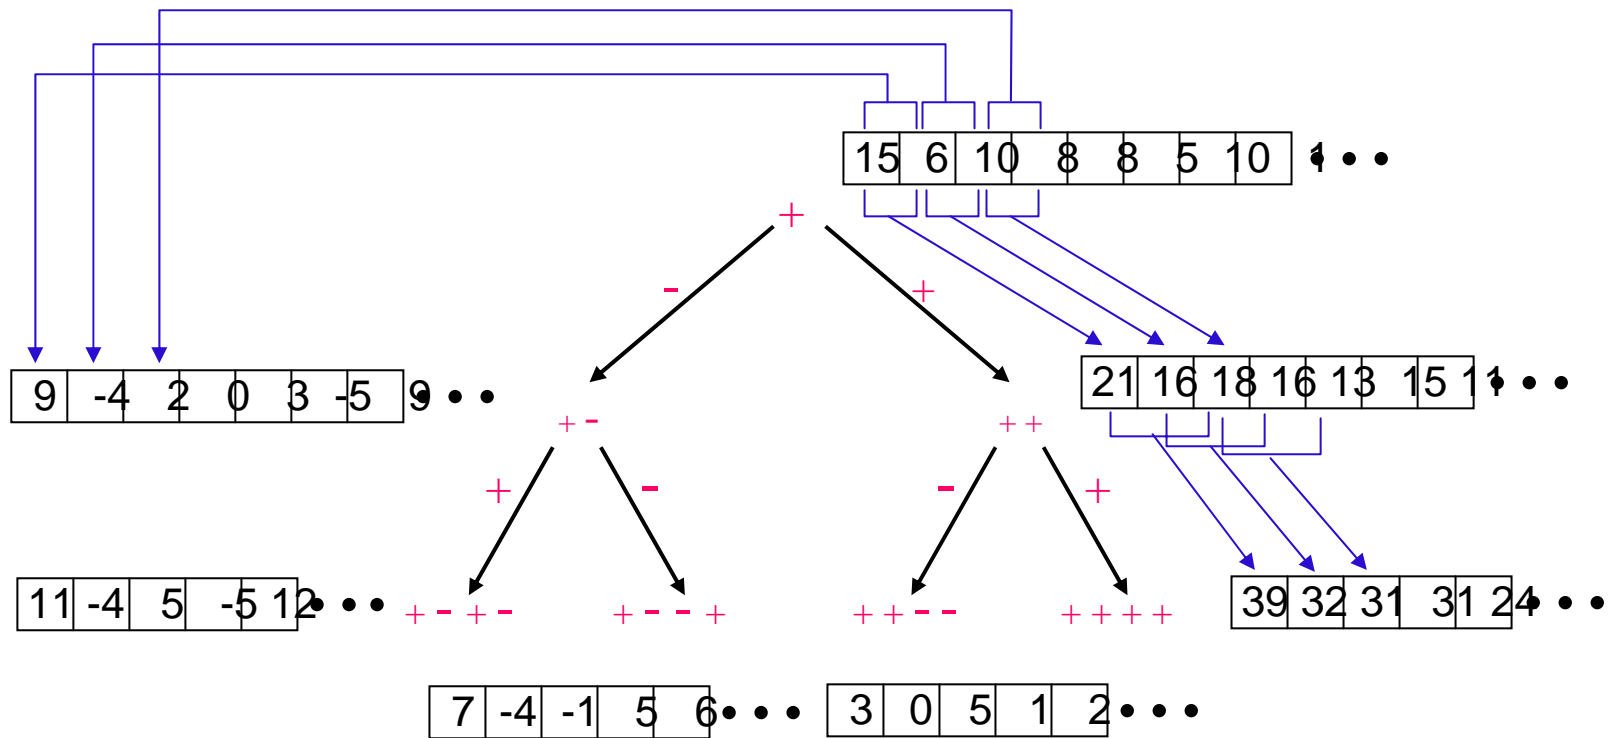 15 6 10 8 8 5 10 1 •••
+
- +
9 -4 2 0 3 -5 9 •••
21 16 18 16 13 15 11 •••
+ -
+ +
+ - - +
11 -4 5 -5 12 •••
+ - + -
+ - - +
+ + - -
+ + + +
39 32 31 31 24 •••
7 -4 -1 5 6 •••
3 0 5 1 2 •••